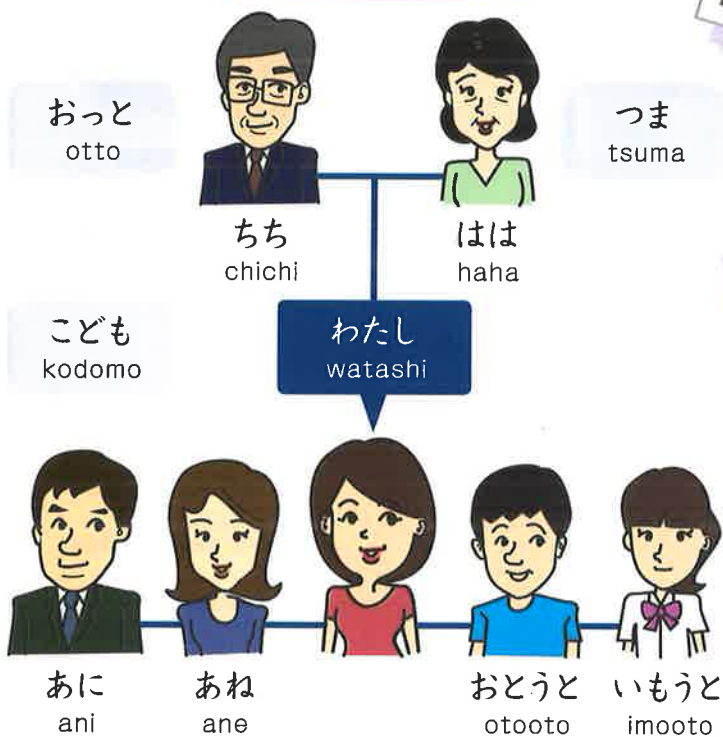 おっと
otto
つま
tsuma
ちち
chichi
はは
haha
こども
kodomo
わたし
watashi
あに
ani
あね
ane
おとうと
otooto
いもうと
imooto